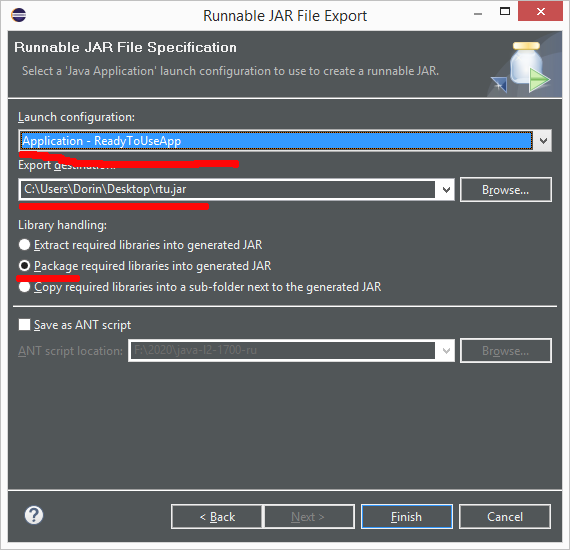 Runnable JAR File Export
Runnable JAR File Specification
Select a 'Java Application' launch configuration to use to create a runnable JAR.
Launch configuration:
Application - ReadyToUseApp
Export destination:
C:\Users\Dorin\Desktop\rtu.jar
Browse...
Library handling:
Extract required libraries into generated JAR
Package required libraries into generated JAR
Copy required libraries into a sub-folder next to the generated JAR
Save as ANT script
ANT script location:
F:\2020\java-l2-1700-ru
Browse...
?
< Back
Next >
Finish
Cancel